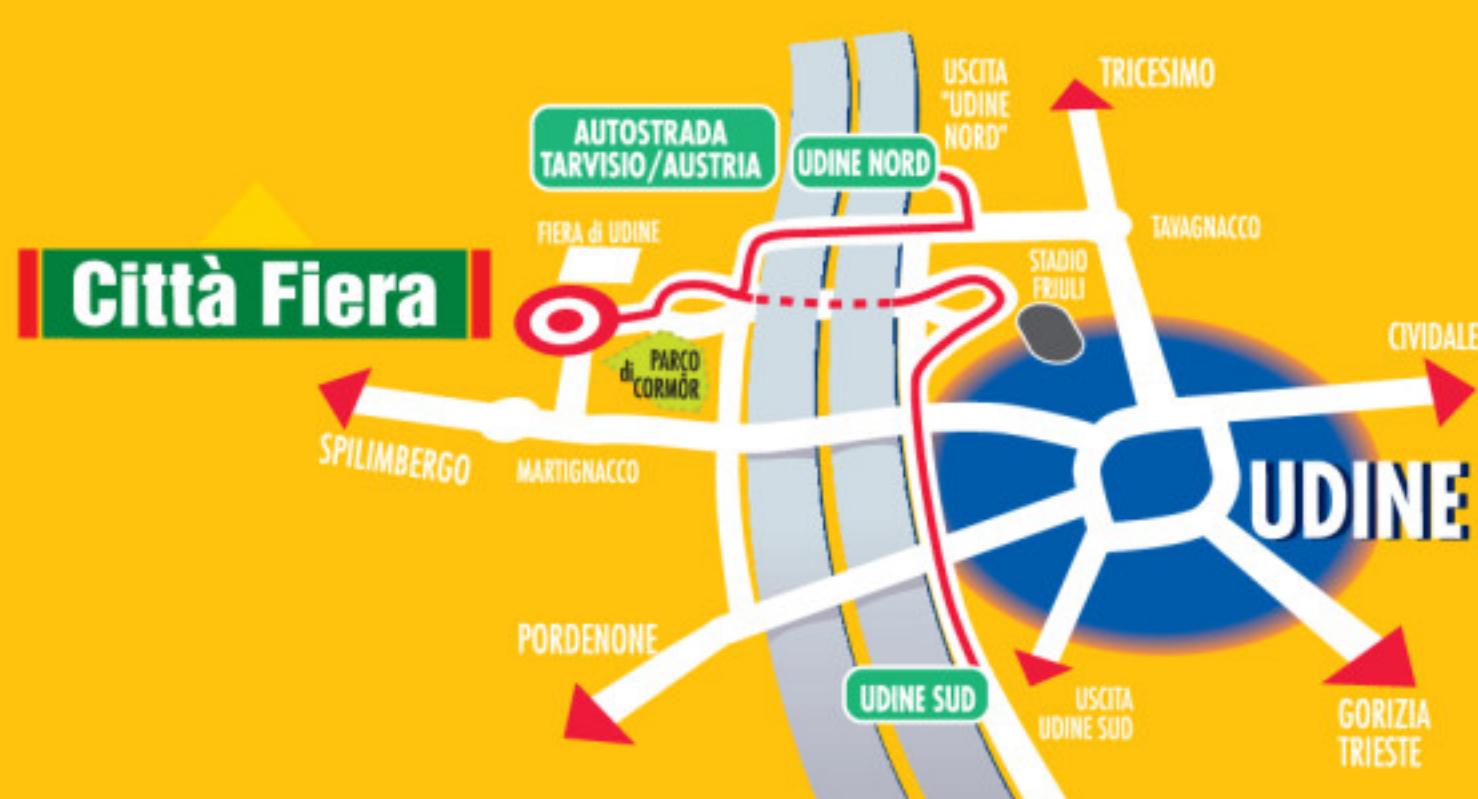 USCITA
"UDINE
NORD"
TRICESIMO
AUTOSTRADA
TARVISIO/AUSTRIA
UDINE NORD
FIERA di UDINE
TAVAGNACCO
STADIO
FRIULI
Città Fiera
CIVIDALE
PARCO
di CORMÔR
SPILIMBERGO
MARTIGNACCO
UDINE
PORDENONE
UDINE SUD
USCITA
UDINE SUD
GORIZIA
TRIESTE